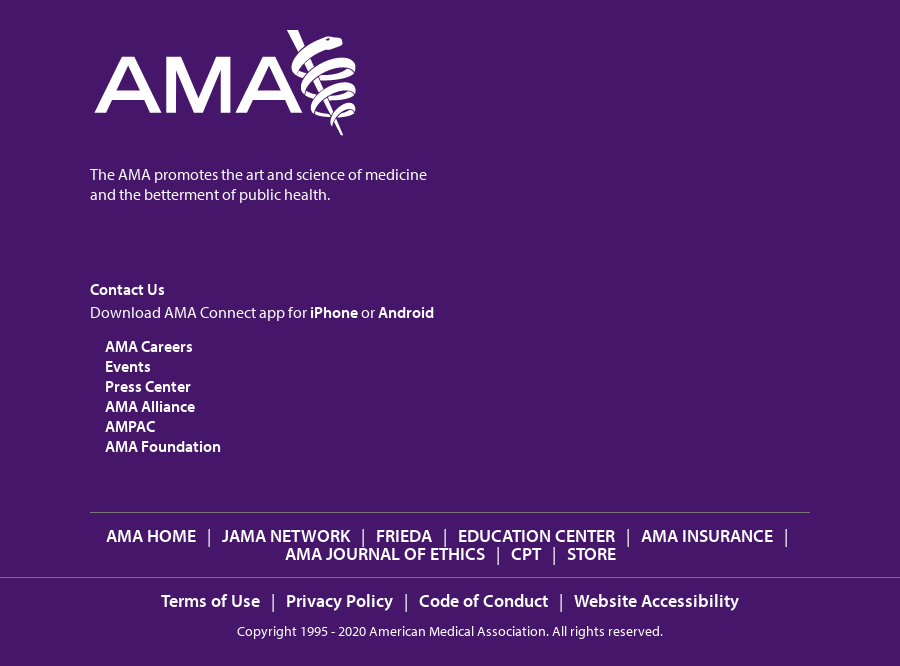 AMA
The AMA promotes the art and science of medicine
and the betterment of public health.
Contact Us
Download AMA Connect app for iPhone or Android
AMA Careers
Events
Press Center
AMA Alliance
AMPAC
AMA Foundation
AMA HOME | JAMA NETWORK | FRIEDA | EDUCATION CENTER | AMA INSURANCE |
AMA JOURNAL OF ETHICS | CPT | STORE
Terms of Use | Privacy Policy | Code of Conduct | Website Accessibility
Copyright 1995 - 2020 American Medical Association. All rights reserved.